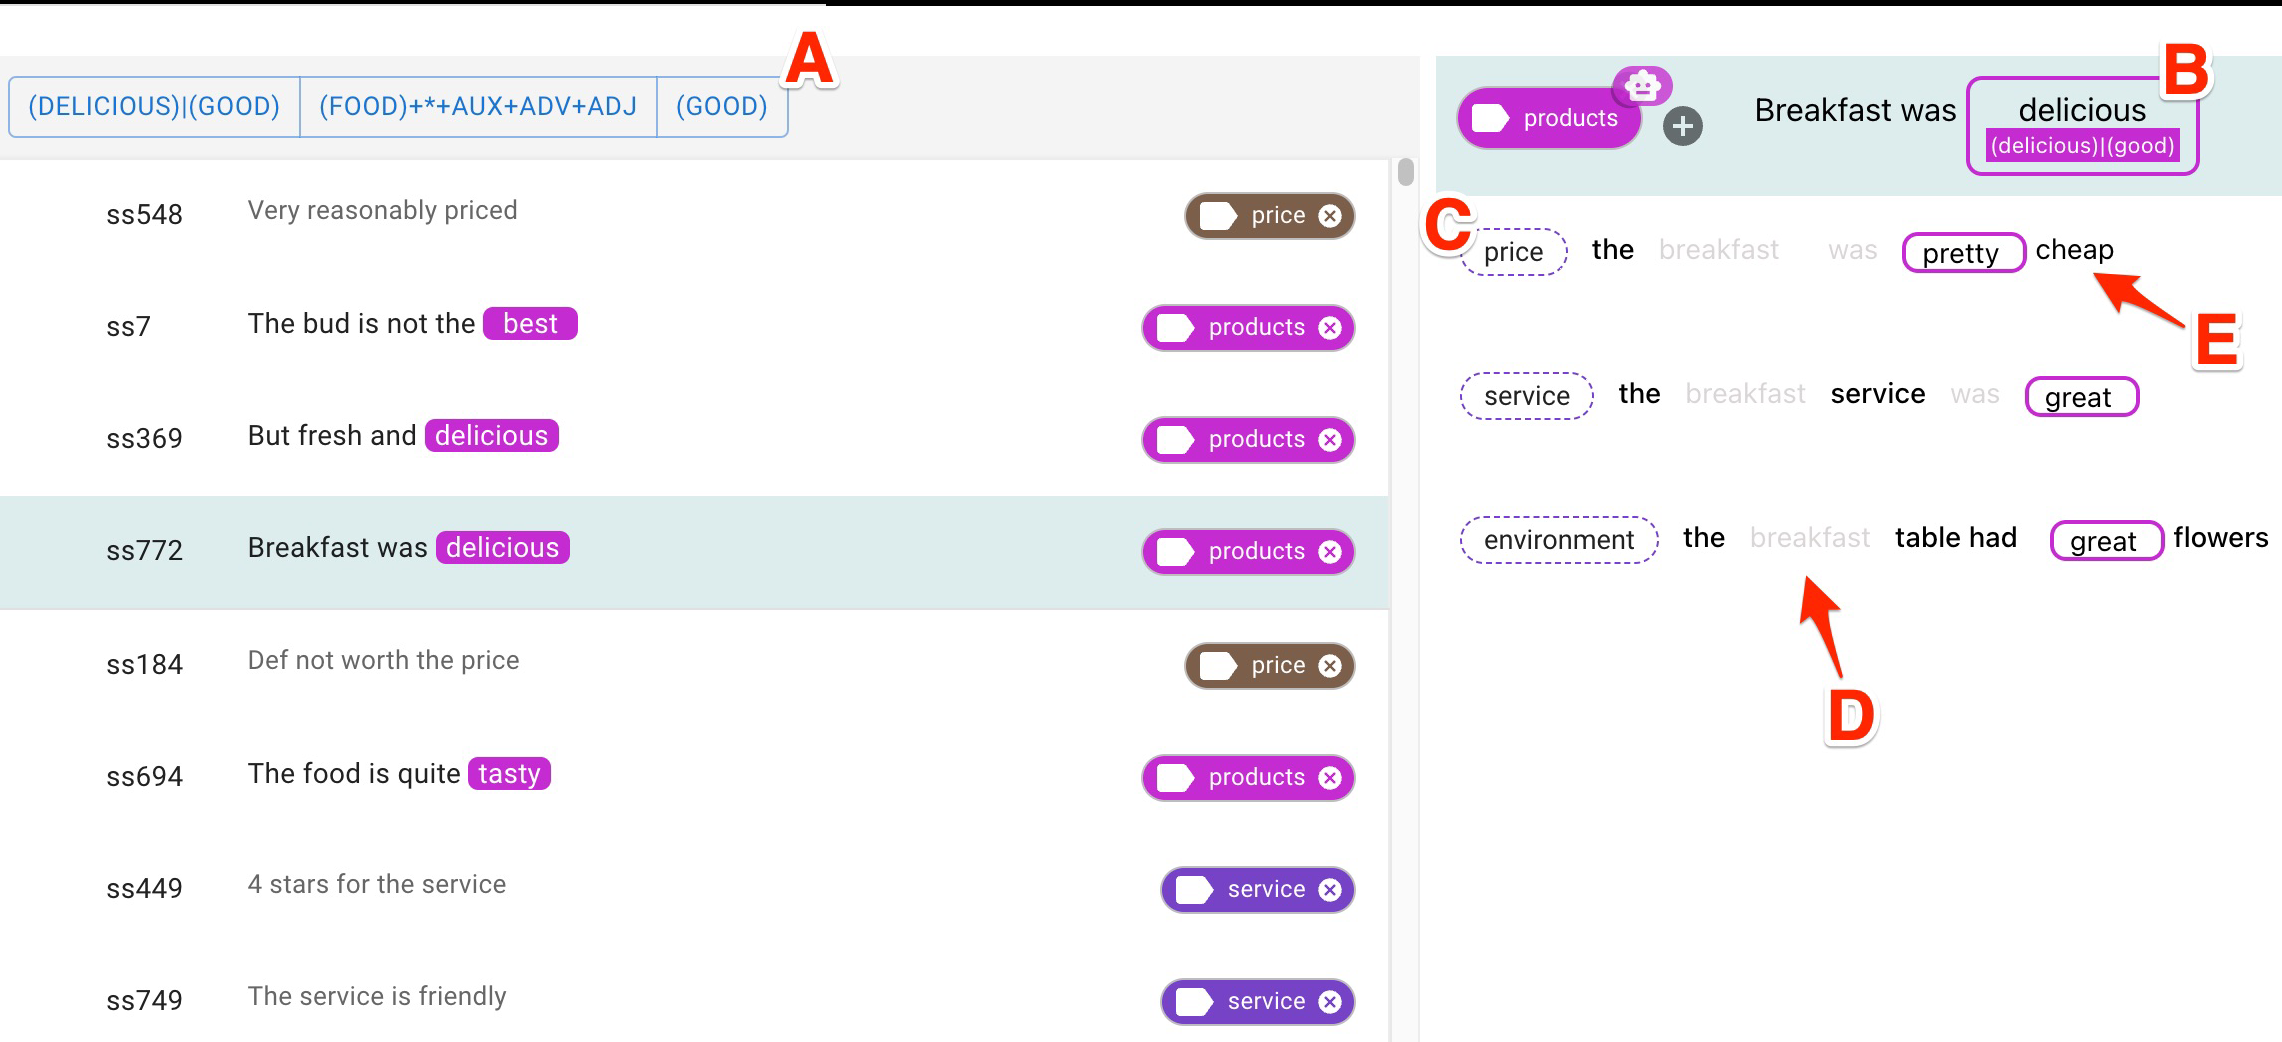 A
(DELICIOUS)|(GOOD) (FOOD)+*+AUX+ADV+ADJ (GOOD)
ss548 Very reasonably priced price
ss7 The bud is not the best products
ss369 But fresh and delicious products
ss772 Breakfast was delicious products
ss184 Def not worth the price price
ss694 The food is quite tasty products
ss449 4 stars for the service service
ss749 The service is friendly service
B
products Breakfast was delicious
(delicious)|(good)
C
price the breakfast was pretty cheap
E
service the breakfast service was great
environment the breakfast table had great flowers
D